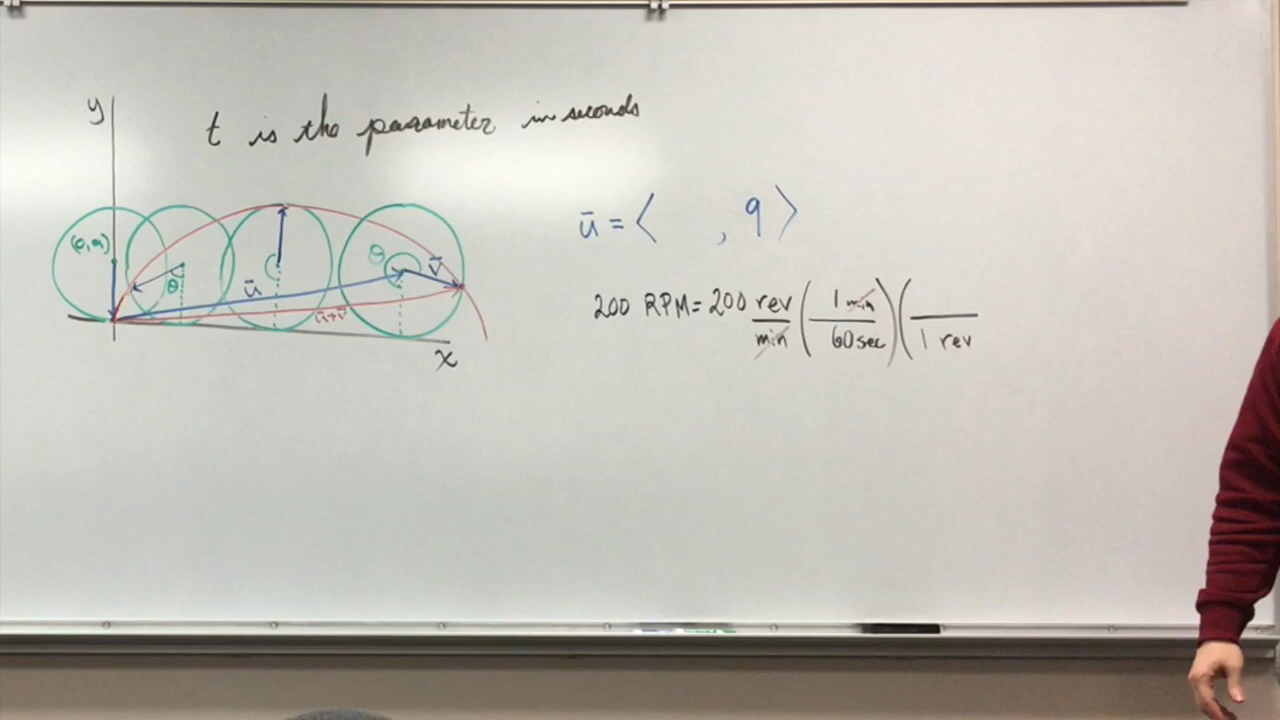 t is the parameter in seconds
y
(0,9)
θ
ū
θ
v̄
ū+v̄
x
ū = ⟨ , 9⟩
200 RPM = 200 rev/min (1 min/60 sec)( /1 rev